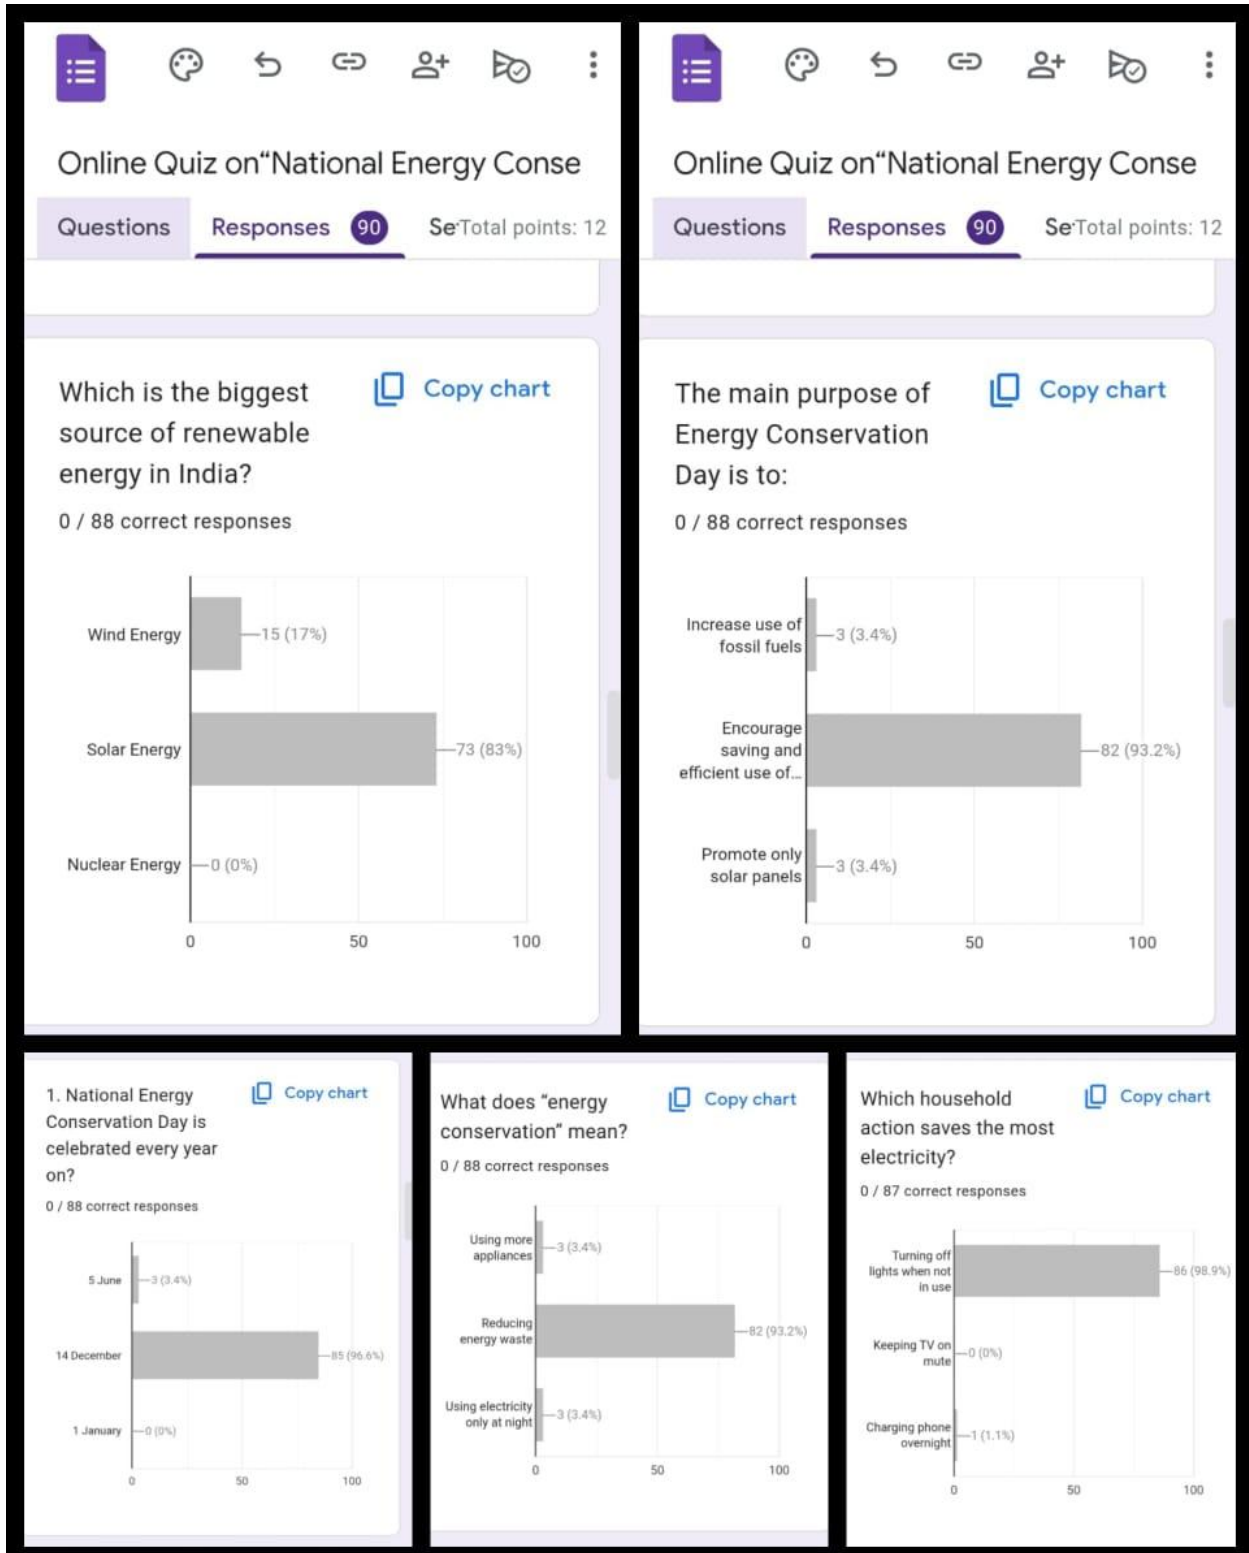 Online Quiz on“National Energy Conse
Questions
Responses 90
Se
Total points: 12
Which is the biggest
source of renewable
energy in India?
Copy chart
0 / 88 correct responses
Wind Energy
15 (17%)
Solar Energy
73 (83%)
Nuclear Energy
0 (0%)
0 50 100
Online Quiz on“National Energy Conse
Questions
Responses 90
Se
Total points: 12
The main purpose of
Energy Conservation
Day is to:
Copy chart
0 / 88 correct responses
Increase use of
fossil fuels
3 (3.4%)
Encourage
saving and
efficient use of...
82 (93.2%)
Promote only
solar panels
3 (3.4%)
0 50 100
1. National Energy
Conservation Day is
celebrated every year
on?
Copy chart
0 / 88 correct responses
5 June
3 (3.4%)
14 December
85 (96.6%)
1 January
0 (0%)
0 50 100
What does “energy
conservation” mean?
Copy chart
0 / 88 correct responses
Using more
appliances
3 (3.4%)
Reducing
energy waste
82 (93.2%)
Using electricity
only at night
3 (3.4%)
0 50 100
Which household
action saves the most
electricity?
Copy chart
0 / 87 correct responses
Turning off
lights when not
in use
86 (98.9%)
Keeping TV on
mute
0 (0%)
Charging phone
overnight
1 (1.1%)
0 50 100